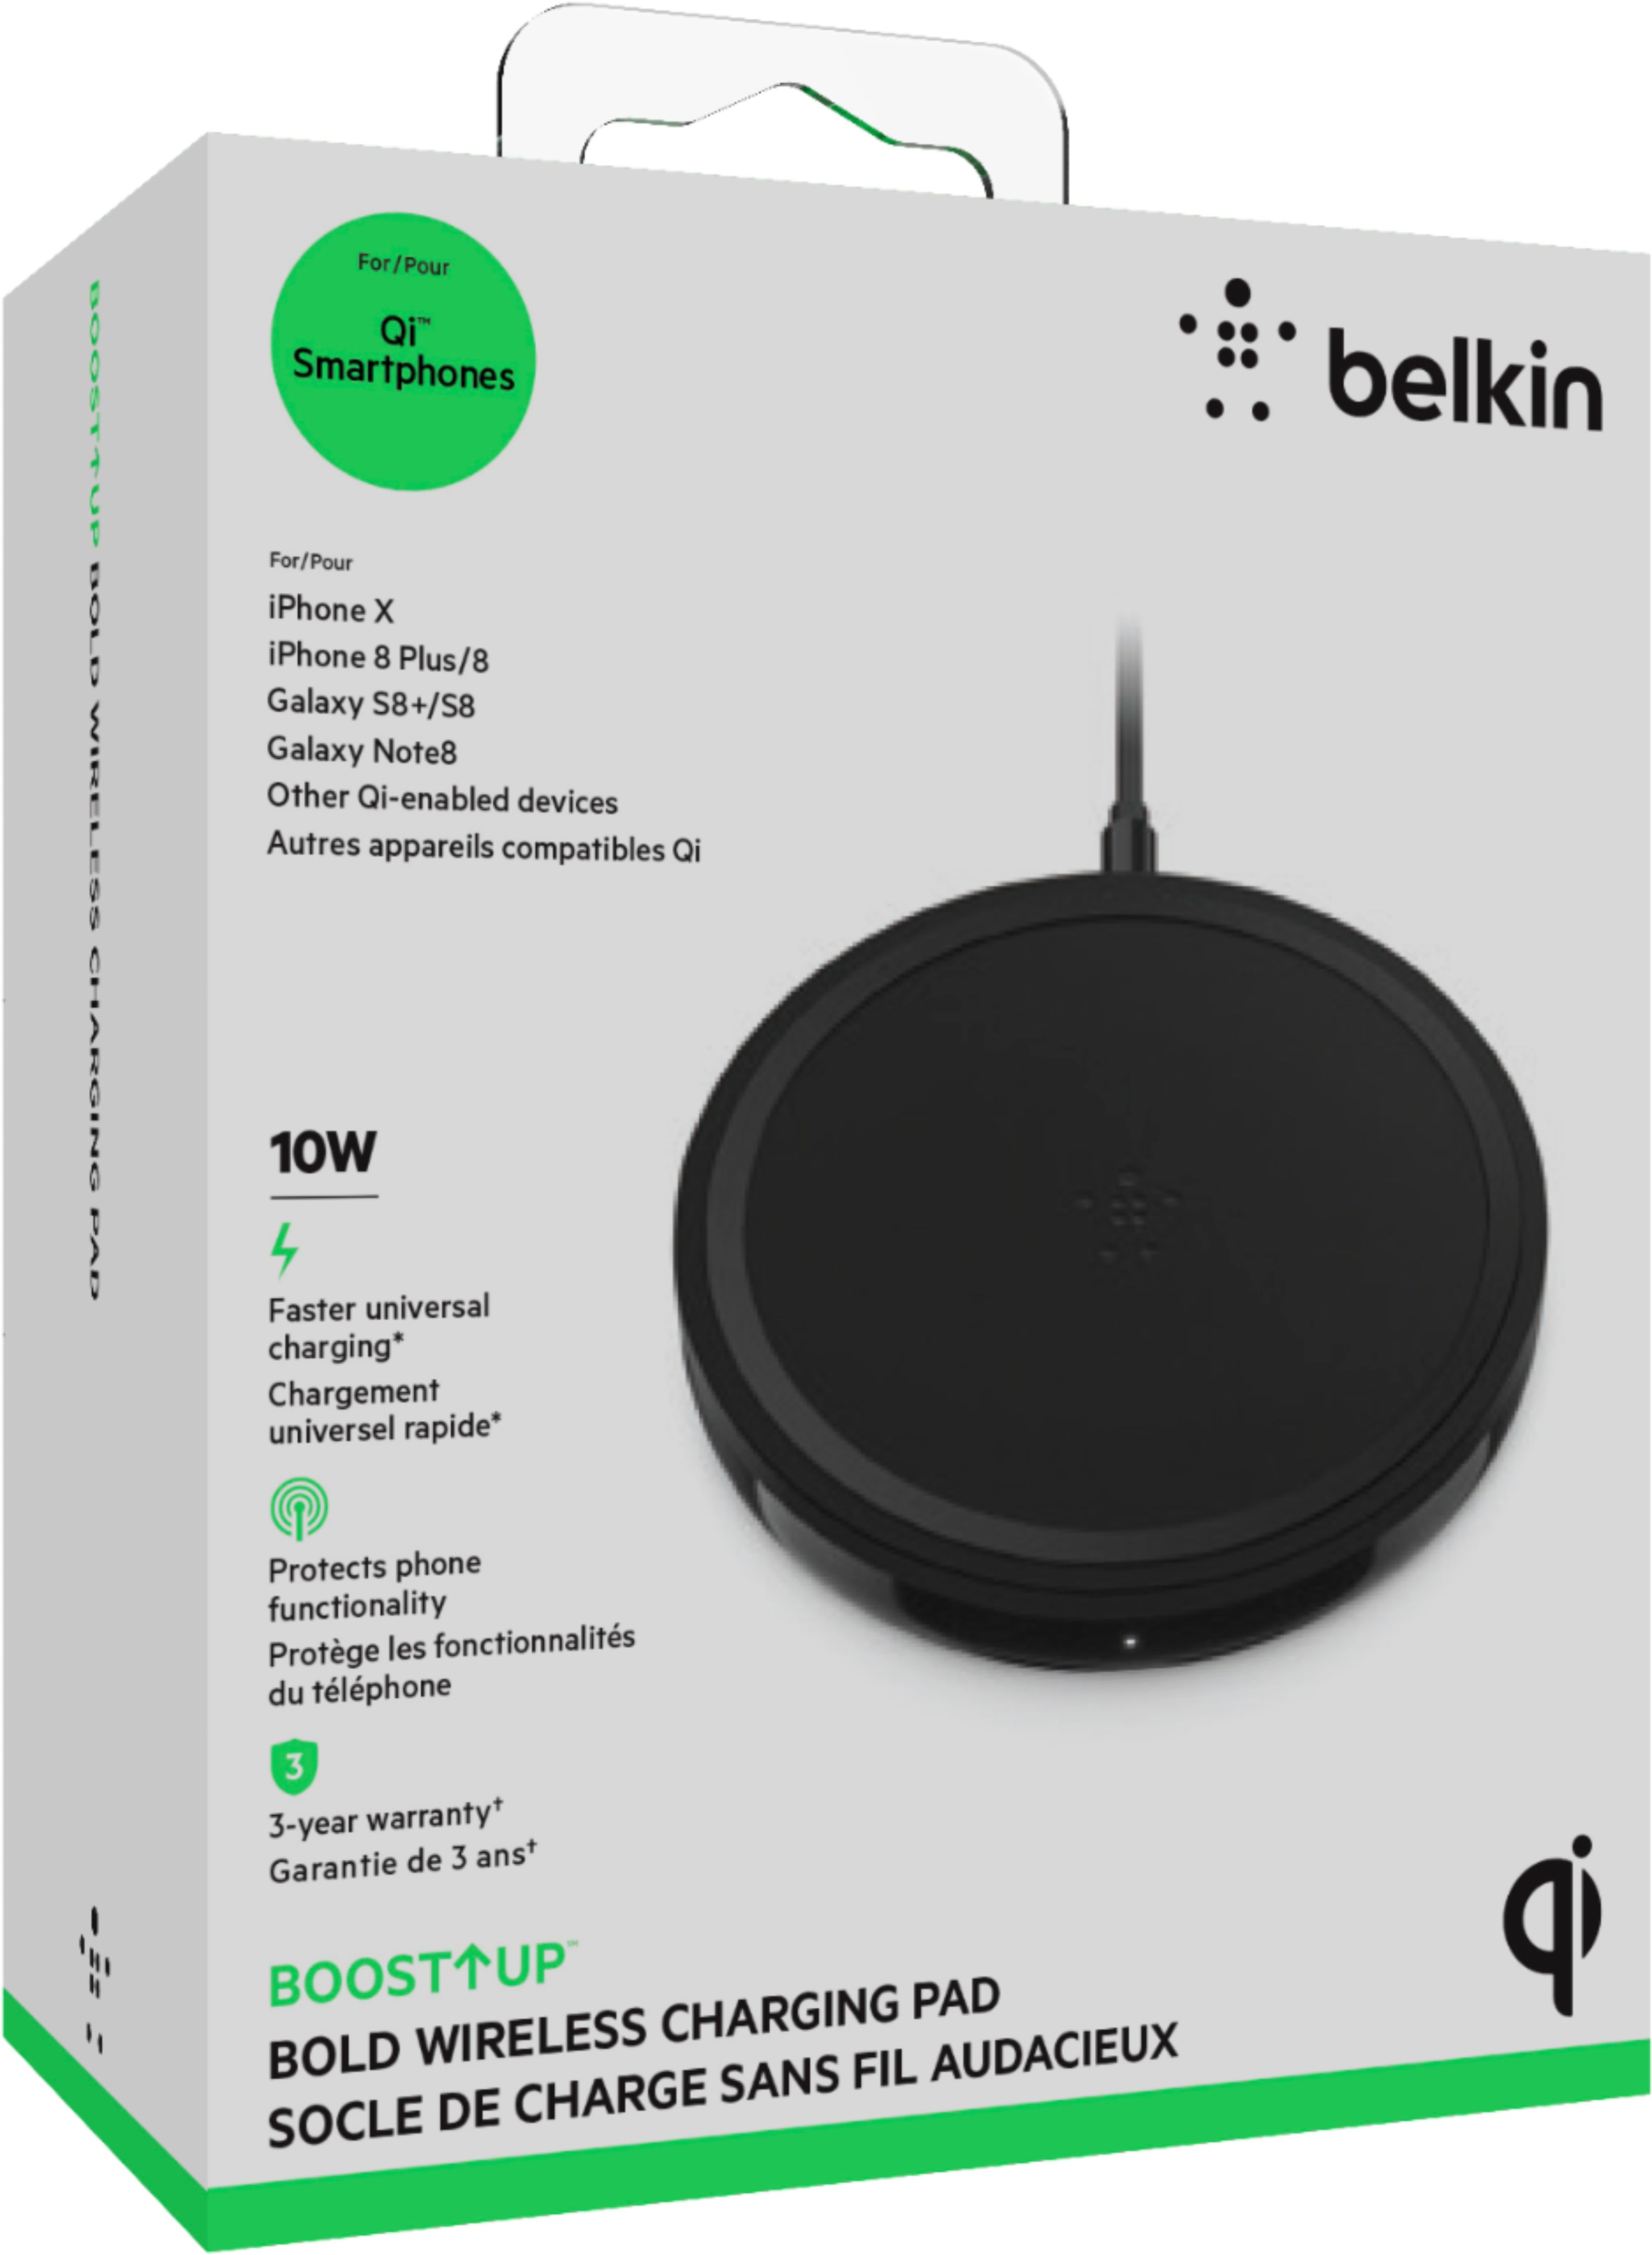 For/Pour
Qi™
Smartphones
belkin
For/Pour
iPhone X
iPhone 8 Plus/8
Galaxy S8+/S8
Galaxy Note8
Other Qi-enabled devices
Autres appareils compatibles Qi
10W
Faster universal
charging*
Chargement
universel rapide*
Protects phone
functionality
Protège les fonctionnalités
du téléphone
3
3-year warranty†
Garantie de 3 ans†
BOOST↑UP™
BOLD WIRELESS CHARGING PAD
SOCLE DE CHARGE SANS FIL AUDACIEUX
qi
BOOST↑UP BOLD WIRELESS CHARGING PAD